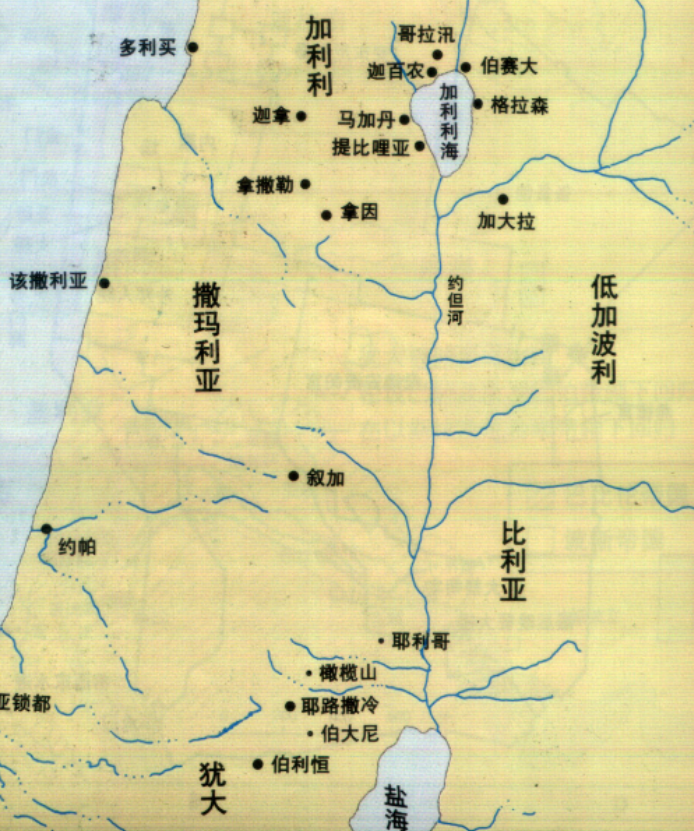 加利利
哥拉汛
多利买
迦百农
伯赛大
加利利海
格拉森
迦拿
马加丹
提比哩亚
拿撒勒
拿因
加大拉
该撒利亚
撒玛利亚
约但河
低加波利
叙加
约帕
比利亚
耶利哥
橄榄山
亚锁都
耶路撒冷
伯大尼
伯利恒
犹大
盐海